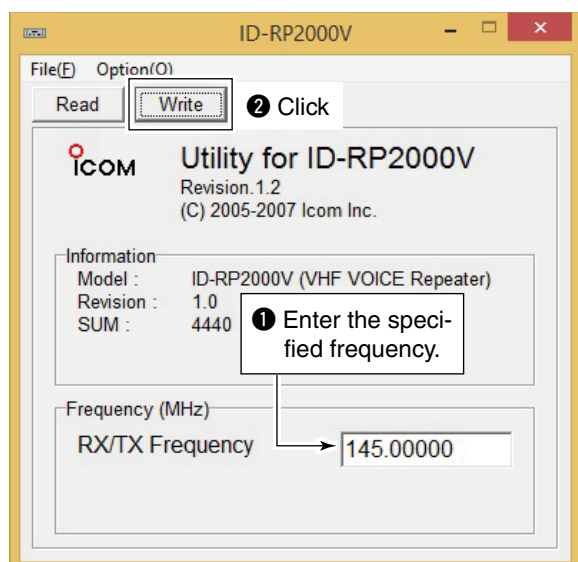 ID-RP2000V
File(F) Option(O)
Read Write ❷ Click
ICOM Utility for ID-RP2000V
Revision.1.2
(C) 2005-2007 Icom Inc.
Information
Model : ID-RP2000V (VHF VOICE Repeater)
Revision : 1.0
SUM : 4440
❶ Enter the speci-
fied frequency.
Frequency (MHz)
RX/TX Frequency 145.00000